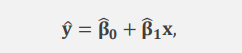 ŷ = β̂₀ + β̂₁x,